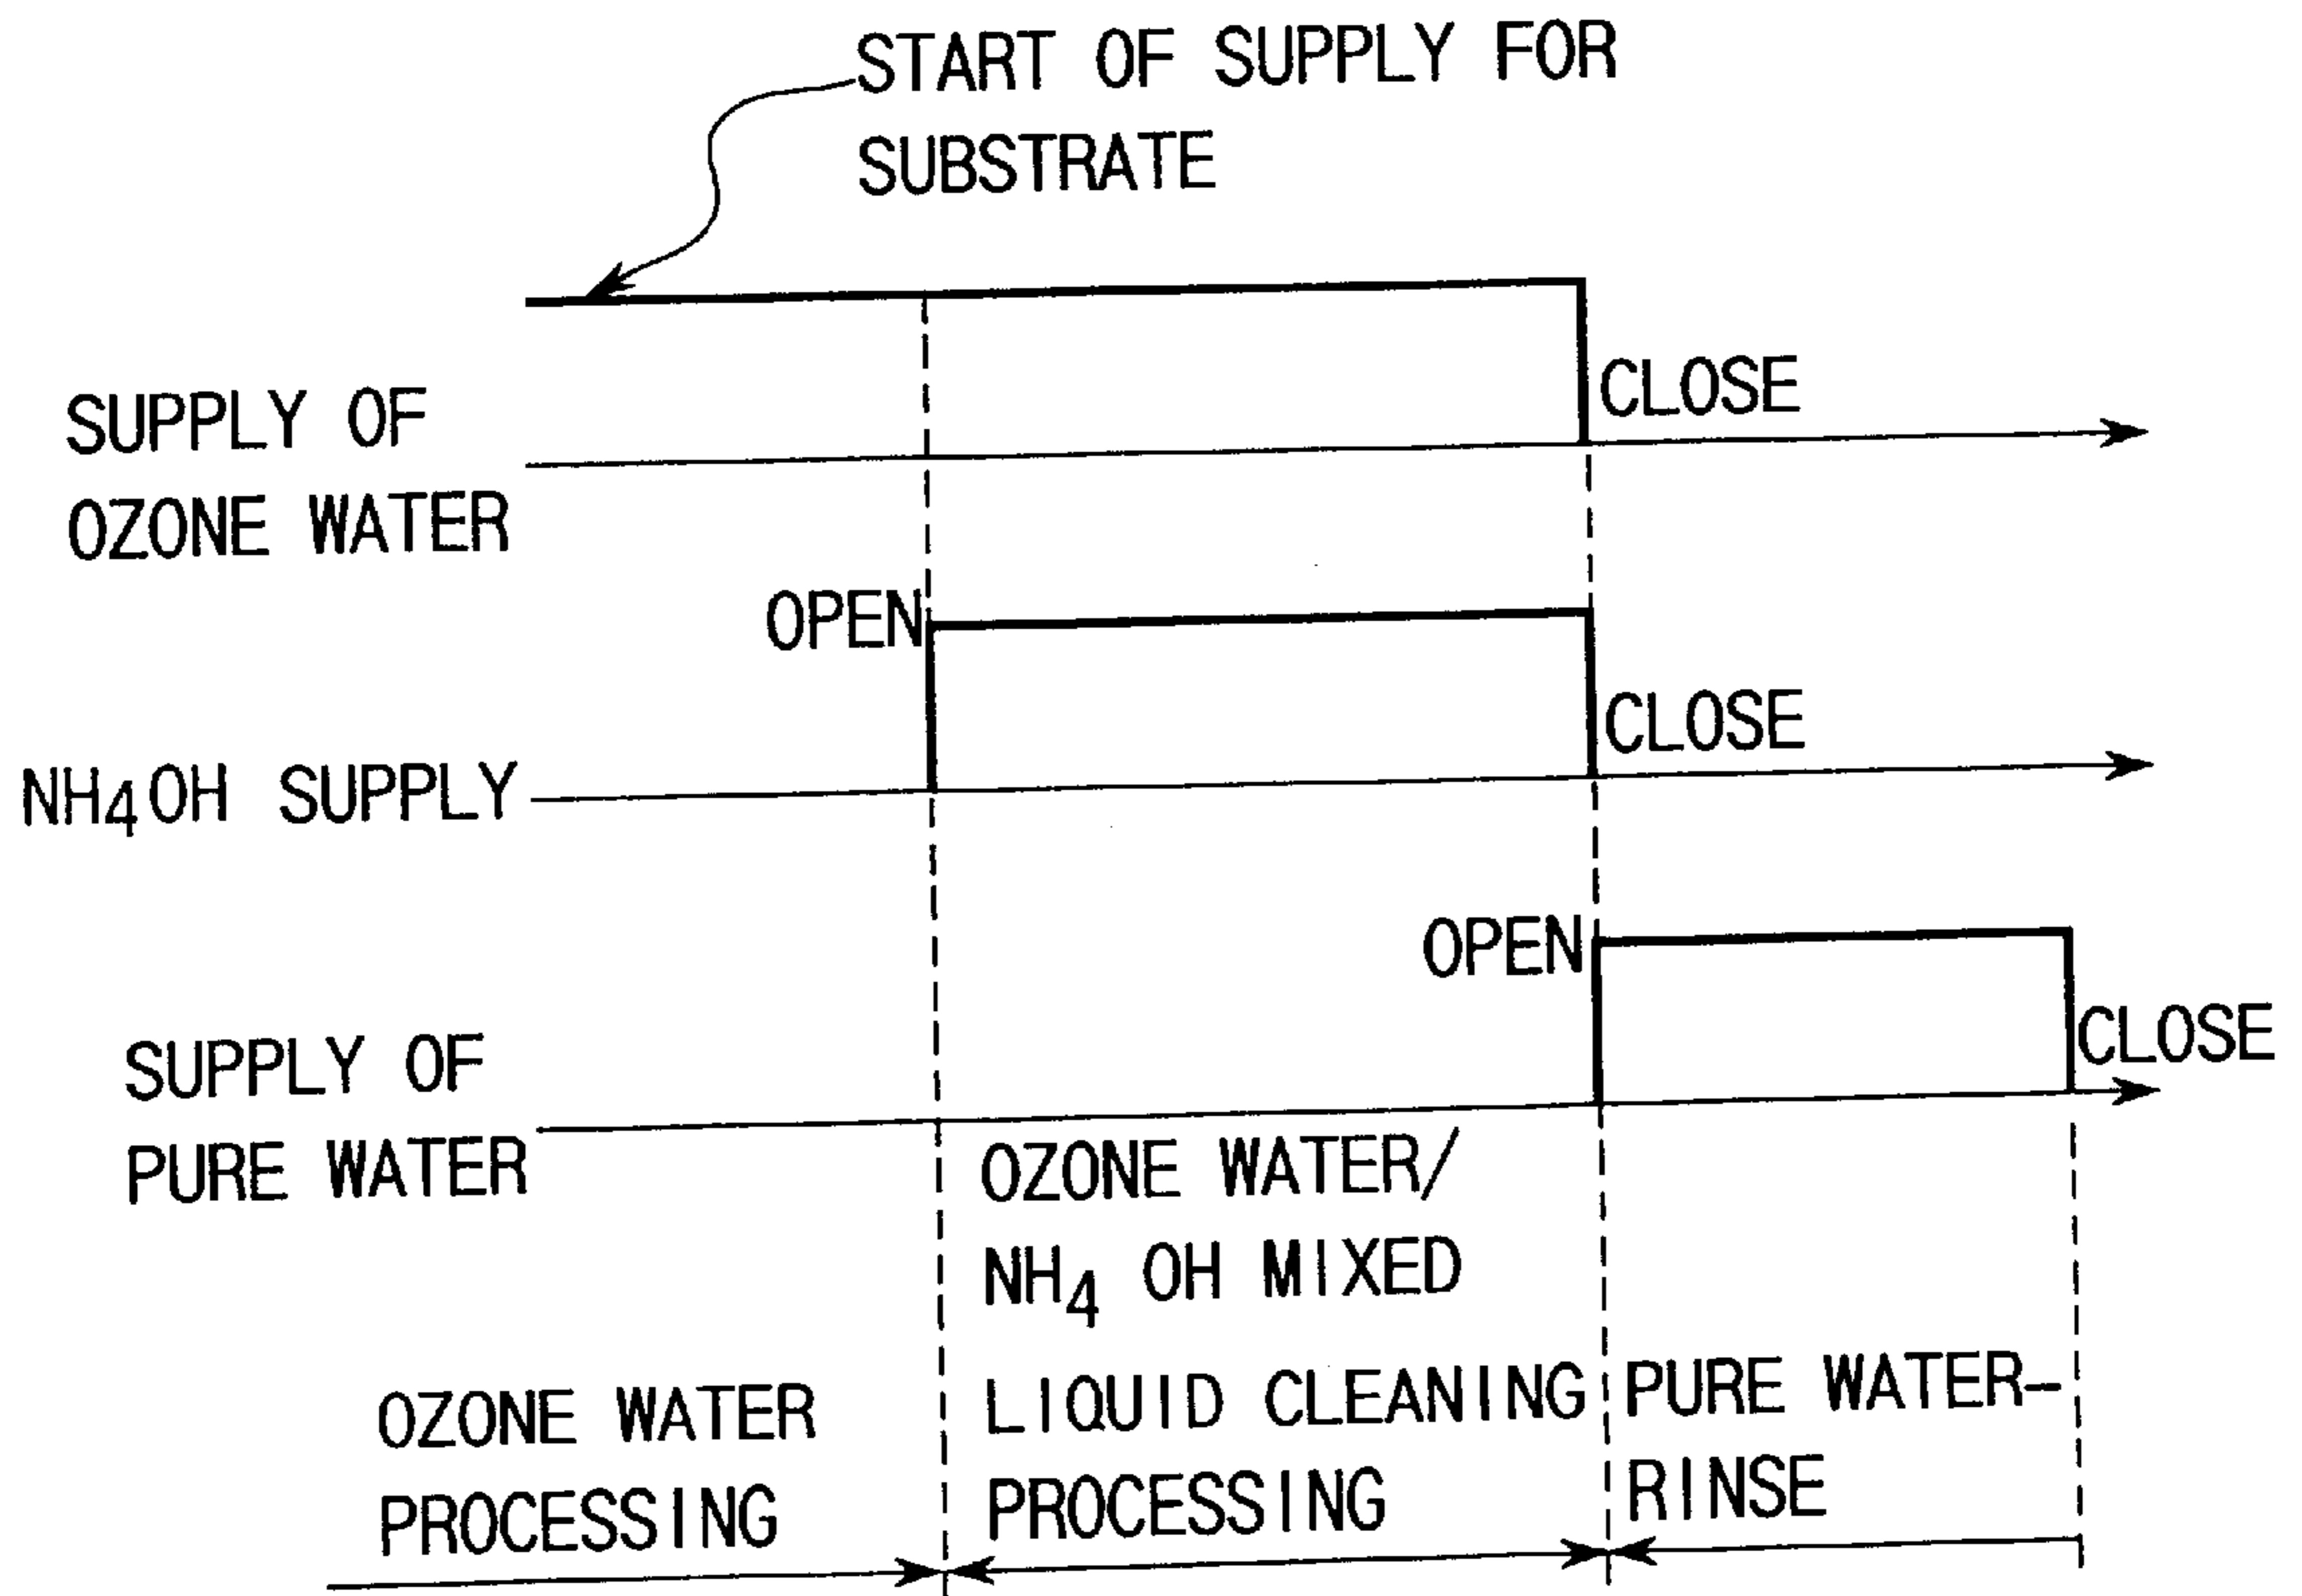 START OF SUPPLY FOR
SUBSTRATE
CLOSE
SUPPLY OF
OZONE WATER
OPEN
CLOSE
NH4OH SUPPLY
OPEN
CLOSE
SUPPLY OF
PURE WATER
OZONE WATER/
NH4 OH MIXED
LIQUID CLEANING
PROCESSING
OZONE WATER
PROCESSING
PURE WATER-
RINSE